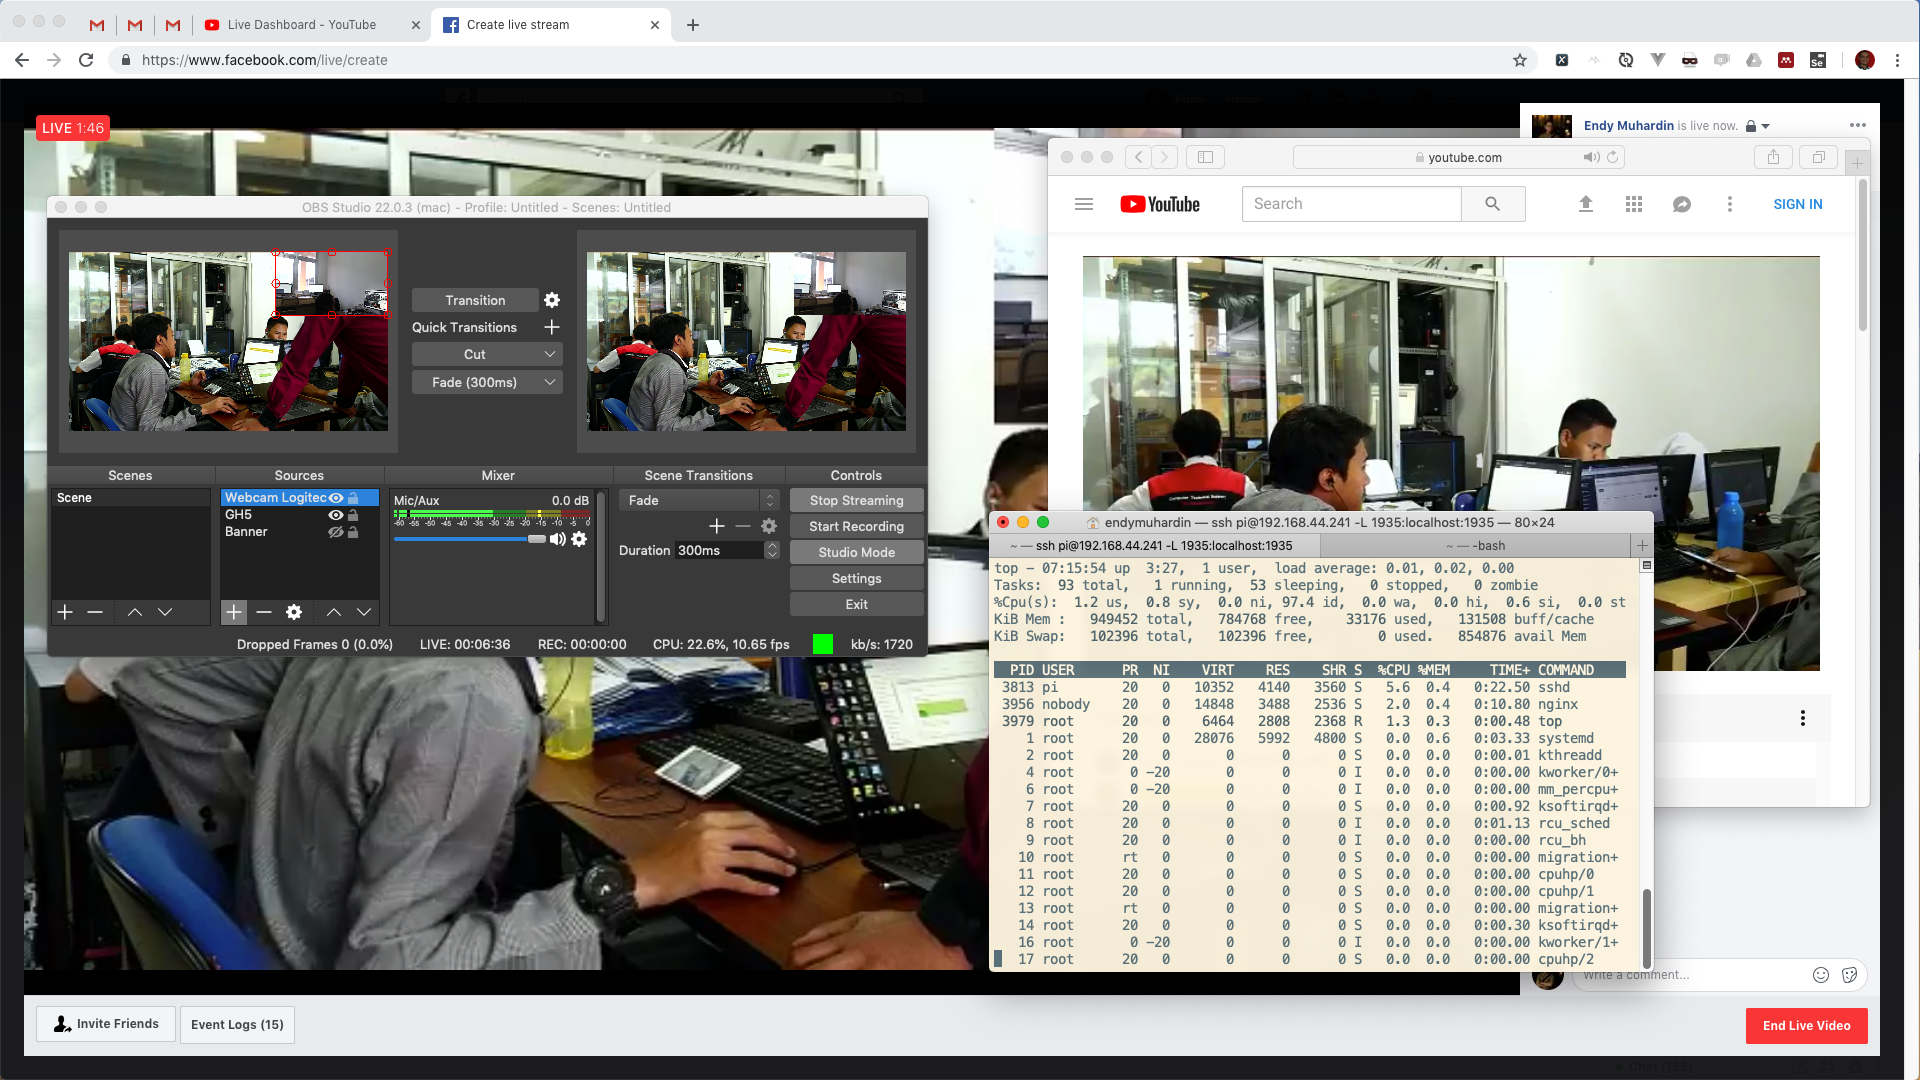 Live Dashboard - YouTube
Create live stream
https://www.facebook.com/live/create
LIVE 1:46
Endy Muhardin is live now.
youtube.com
YouTube
Search
SIGN IN
OBS Studio 22.0.3 (mac) - Profile: Untitled - Scenes: Untitled
Transition
Quick Transitions
Cut
Fade (300ms)
Scenes
Sources
Mixer
Scene Transitions
Controls
Scene
Webcam Logitec
GH5
Banner
Mic/Aux
0.0 dB
-60 -55 -50 -45 -40 -35 -30 -25 -20 -15 -10 -5 0
Fade
Duration 300ms
Stop Streaming
Start Recording
Studio Mode
Settings
Exit
Dropped Frames 0 (0.0%)
LIVE: 00:06:36
REC: 00:00:00
CPU: 22.6%, 10.65 fps
kb/s: 1720
Computer Technical Support
endymuhardin — ssh pi@192.168.44.241 -L 1935:localhost:1935 — 80×24
~ — ssh pi@192.168.44.241 -L 1935:localhost:1935
~ — -bash
top - 07:15:54 up  3:27,  1 user,  load average: 0.01, 0.02, 0.00
Tasks:  93 total,   1 running,  53 sleeping,   0 stopped,   0 zombie
%Cpu(s):  1.2 us,  0.8 sy,  0.0 ni, 97.4 id,  0.0 wa,  0.0 hi,  0.6 si,  0.0 st
KiB Mem :   949452 total,   784768 free,    33176 used,   131508 buff/cache
KiB Swap:   102396 total,   102396 free,        0 used.   854876 avail Mem
PID USER      PR  NI    VIRT    RES    SHR S  %CPU %MEM     TIME+ COMMAND
3813 pi        20   0   10352   4140   3560 S   5.6  0.4   0:22.50 sshd
3956 nobody    20   0   14848   3488   2536 S   2.0  0.4   0:10.80 nginx
3979 root      20   0    6464   2808   2368 R   1.3  0.3   0:00.48 top
1 root      20   0   28076   5992   4800 S   0.0  0.6   0:03.33 systemd
2 root      20   0       0      0      0 S   0.0  0.0   0:00.01 kthreadd
4 root       0 -20       0      0      0 I   0.0  0.0   0:00.00 kworker/0+
6 root       0 -20       0      0      0 I   0.0  0.0   0:00.00 mm_percpu+
7 root      20   0       0      0      0 S   0.0  0.0   0:00.92 ksoftirqd+
8 root      20   0       0      0      0 I   0.0  0.0   0:01.13 rcu_sched
9 root      20   0       0      0      0 I   0.0  0.0   0:00.00 rcu_bh
10 root      rt   0       0      0      0 S   0.0  0.0   0:00.00 migration+
11 root      20   0       0      0      0 S   0.0  0.0   0:00.00 cpuhp/0
12 root      20   0       0      0      0 S   0.0  0.0   0:00.00 cpuhp/1
13 root      rt   0       0      0      0 S   0.0  0.0   0:00.00 migration+
14 root      20   0       0      0      0 S   0.0  0.0   0:00.30 ksoftirqd+
16 root       0 -20       0      0      0 I   0.0  0.0   0:00.00 kworker/1+
17 root      20   0       0      0      0 S   0.0  0.0   0:00.00 cpuhp/2
Write a comment...
Invite Friends
Event Logs (15)
End Live Video